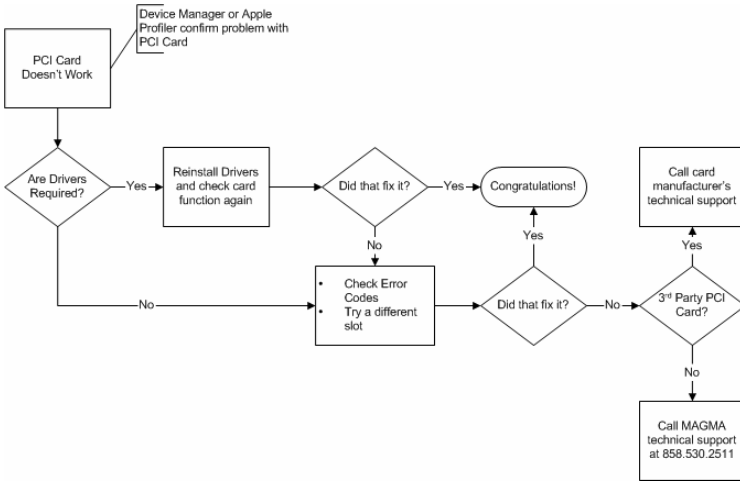 Device Manager or Apple
Profiler confirm problem with
PCI Card
PCI Card
Doesn't Work
Are Drivers
Required?
Yes
Reinstall Drivers
and check card
function again
Did that fix it?
Yes
Congratulations!
Call card
manufacturer's
technical support
No
Yes
Yes
No
• Check Error
Codes
• Try a different
slot
Did that fix it?
No
3rd Party PCI
Card?
No
Call MAGMA
technical support
at 858.530.2511